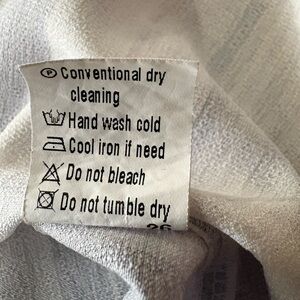 P Conventional dry
cleaning
Hand wash cold
Cool iron if need
Do not bleach
Do not tumble dry